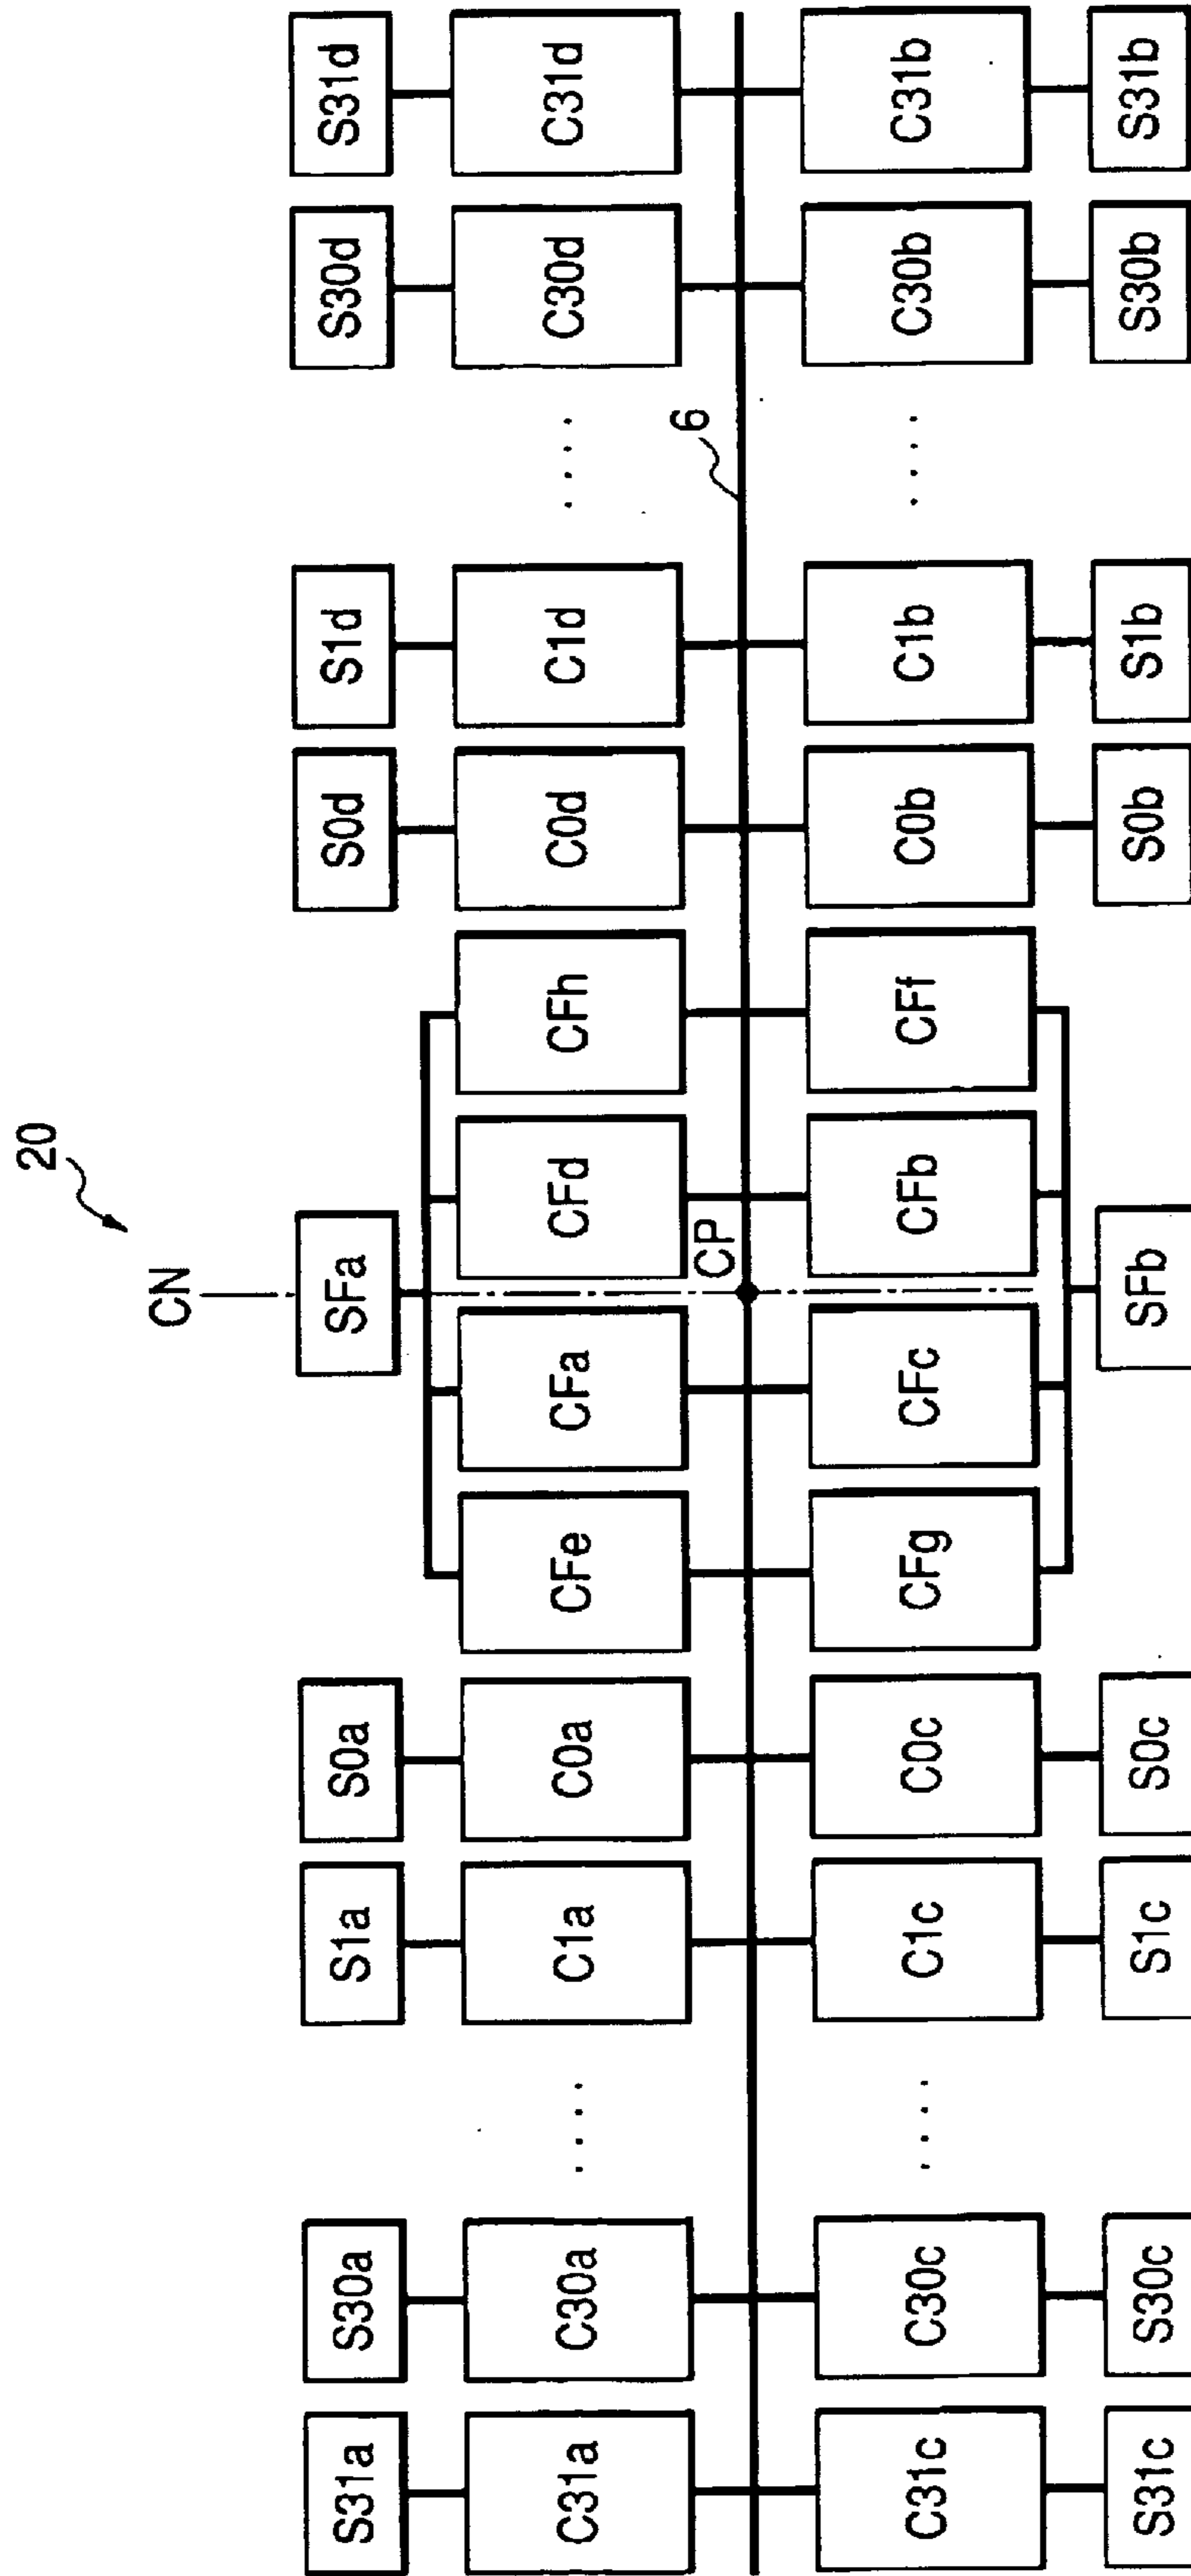 20
CN
S31a S30a S1a S0a SFa S0d S1d S30d S31d
C31a C30a .... C1a C0a CFe CFa CFd CFh C0d C1d .... C30d C31d
CP 6
C31c C30c .... C1c C0c CFg CFc CFb CFf C0b C1b .... C30b C31b
S31c S30c S1c S0c SFb S0b S1b S30b S31b